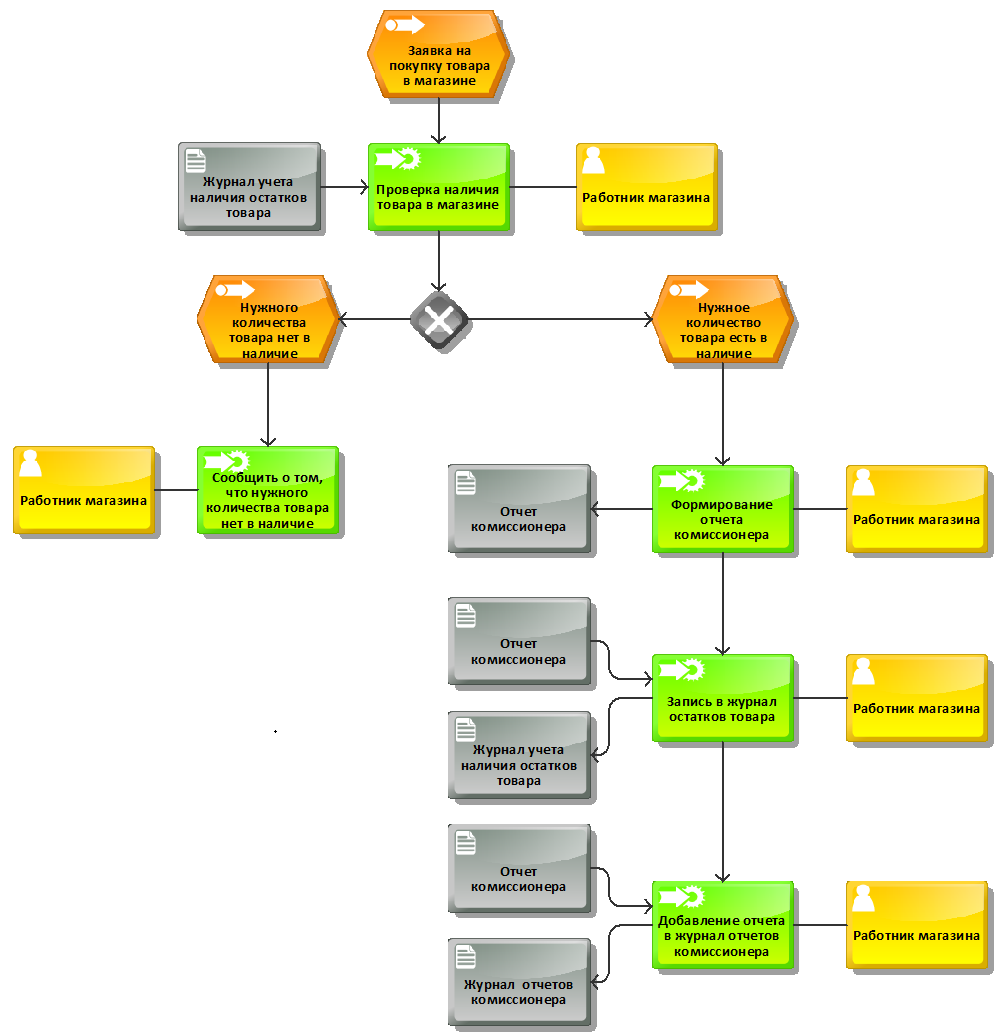 Заявка на
покупку товара
в магазине
Журнал учета
наличия остатков
товара
Проверка наличия
товара в магазине
Работник магазина
Нужного
количества
товара нет в
наличие
Нужное
количество
товара есть в
наличие
Работник магазина
Сообщить о том,
что нужного
количества товара
нет в наличие
Отчет
комиссионера
Формирование
отчета
комиссионера
Работник магазина
Отчет
комиссионера
Запись в журнал
остатков товара
Работник магазина
Журнал учета
наличия остатков
товара
Отчет
комиссионера
Добавление отчета
в журнал отчетов
комиссионера
Работник магазина
Журнал отчетов
комиссионера